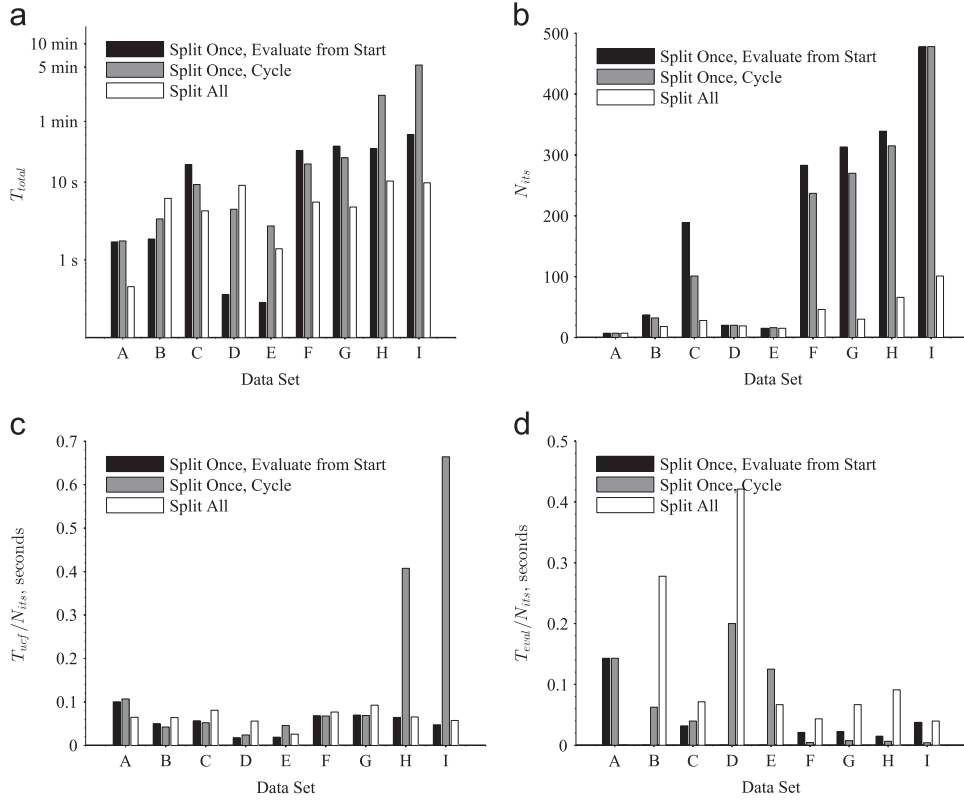 a
10 min
5 min
1 min
10 s
1 s
T_total
Split Once, Evaluate from Start
Split Once, Cycle
Split All
A B C D E F G H I
Data Set
b
500
400
300
200
100
0
N_its
Split Once, Evaluate from Start
Split Once, Cycle
Split All
A B C D E F G H I
Data Set
c
0.7
0.6
0.5
0.4
0.3
0.2
0.1
0
T_ucf/N_its, seconds
Split Once, Evaluate from Start
Split Once, Cycle
Split All
A B C D E F G H I
Data Set
d
0.5
0.4
0.3
0.2
0.1
0
T_eval/N_its, seconds
Split Once, Evaluate from Start
Split Once, Cycle
Split All
A B C D E F G H I
Data Set